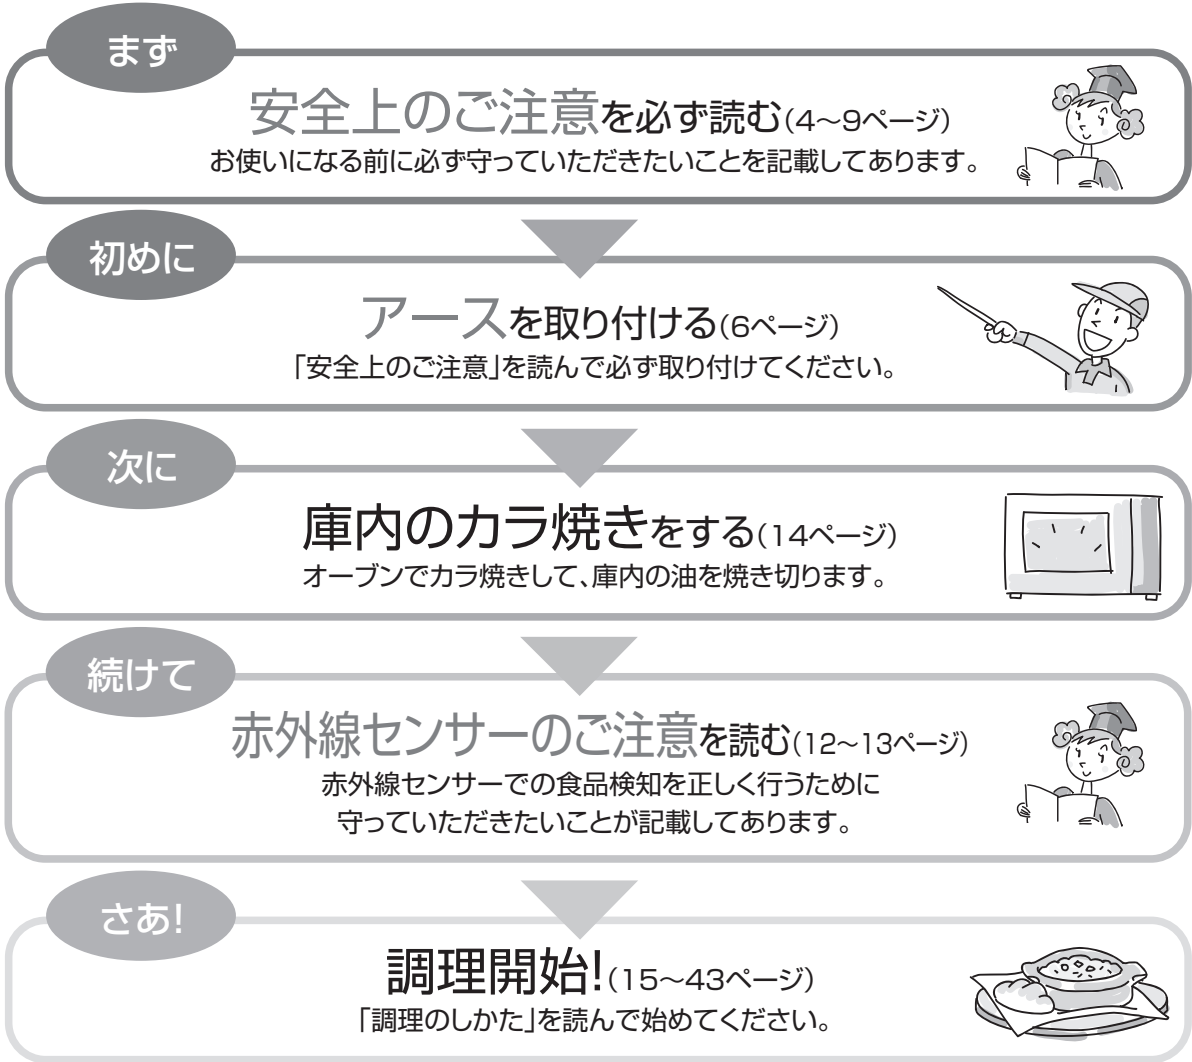 まず
安全上のご注意を必ず読む(4〜9ページ)
お使いになる前に必ず守っていただきたいことを記載してあります。
初めに
アースを取り付ける(6ページ)
「安全上のご注意」を読んで必ず取り付けてください。
次に
庫内のカラ焼きをする(14ページ)
オーブンでカラ焼きして、庫内の油を焼き切ります。
続けて
赤外線センサーのご注意を読む(12〜13ページ)
赤外線センサーでの食品検知を正しく行うために
守っていただきたいことが記載してあります。
さあ!
調理開始!(15〜43ページ)
「調理のしかた」を読んで始めてください。